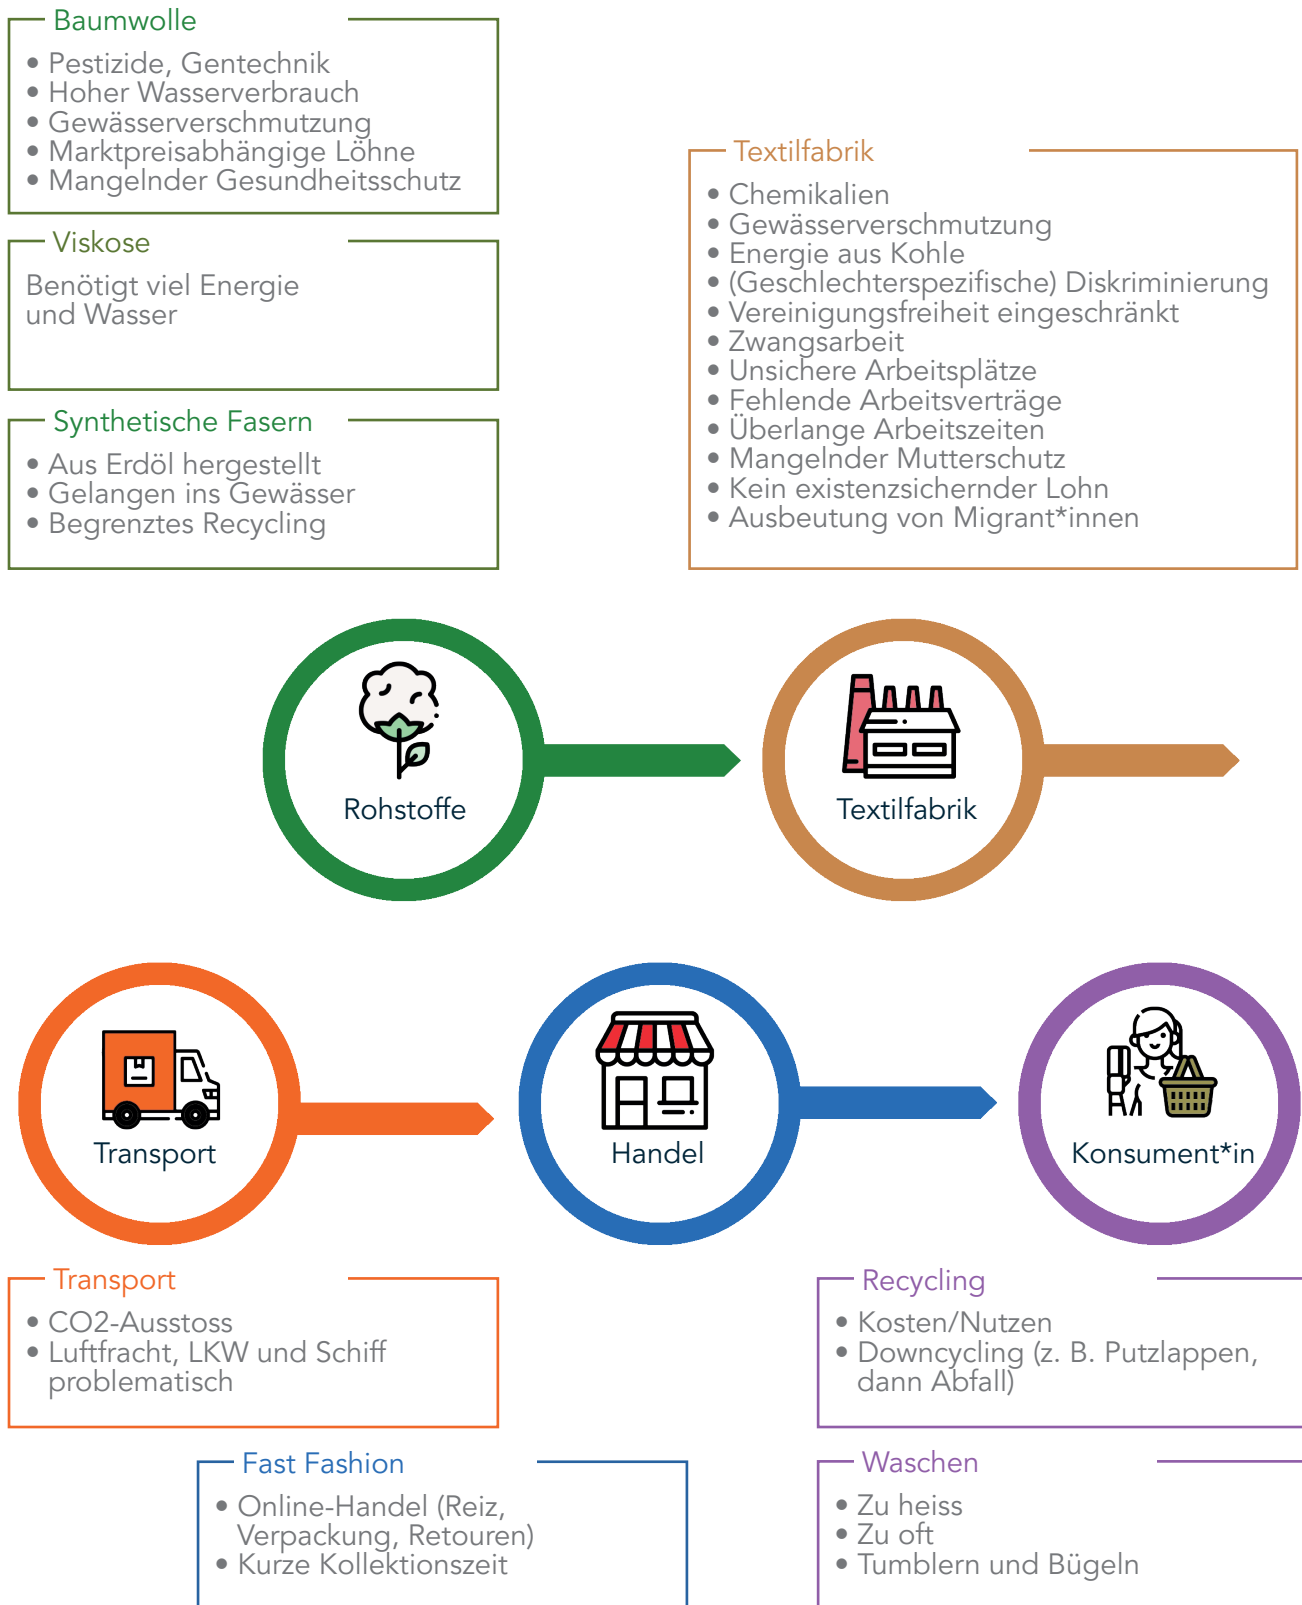 Baumwolle
• Pestizide, Gentechnik
• Hoher Wasserverbrauch
• Gewässerverschmutzung
• Marktpreisabhängige Löhne
• Mangelnder Gesundheitsschutz
Viskose
Benötigt viel Energie
und Wasser
Synthetische Fasern
• Aus Erdöl hergestellt
• Gelangen ins Gewässer
• Begrenztes Recycling
Textilfabrik
• Chemikalien
• Gewässerverschmutzung
• Energie aus Kohle
• (Geschlechterspezifische) Diskriminierung
• Vereinigungsfreiheit eingeschränkt
• Zwangsarbeit
• Unsichere Arbeitsplätze
• Fehlende Arbeitsverträge
• Überlange Arbeitszeiten
• Mangelnder Mutterschutz
• Kein existenzsichernder Lohn
• Ausbeutung von Migrant*innen
Rohstoffe
Textilfabrik
Transport
Handel
Konsument*in
Transport
• CO2-Ausstoss
• Luftfracht, LKW und Schiff
problematisch
Fast Fashion
• Online-Handel (Reiz,
Verpackung, Retouren)
• Kurze Kollektionszeit
Recycling
• Kosten/Nutzen
• Downcycling (z. B. Putzlappen,
dann Abfall)
Waschen
• Zu heiss
• Zu oft
• Tumblern und Bügeln